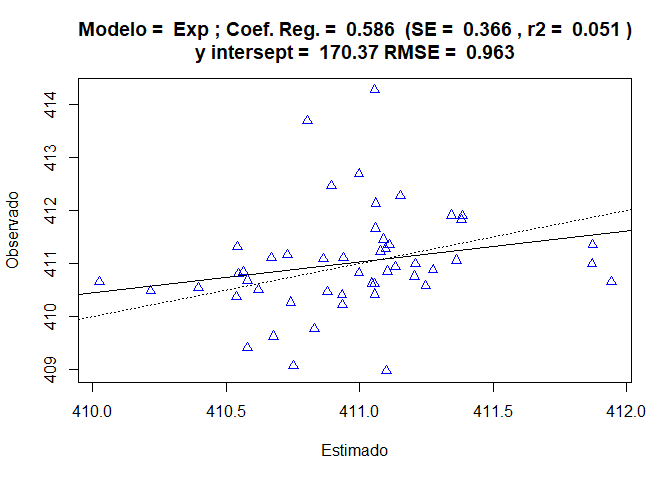 Modelo = Exp ; Coef. Reg. = 0.586 (SE = 0.366 , r2 = 0.051 )
y intersept = 170.37 RMSE = 0.963
414
413
412
411
410
409
Observado
410.0 410.5 411.0 411.5 412.0
Estimado